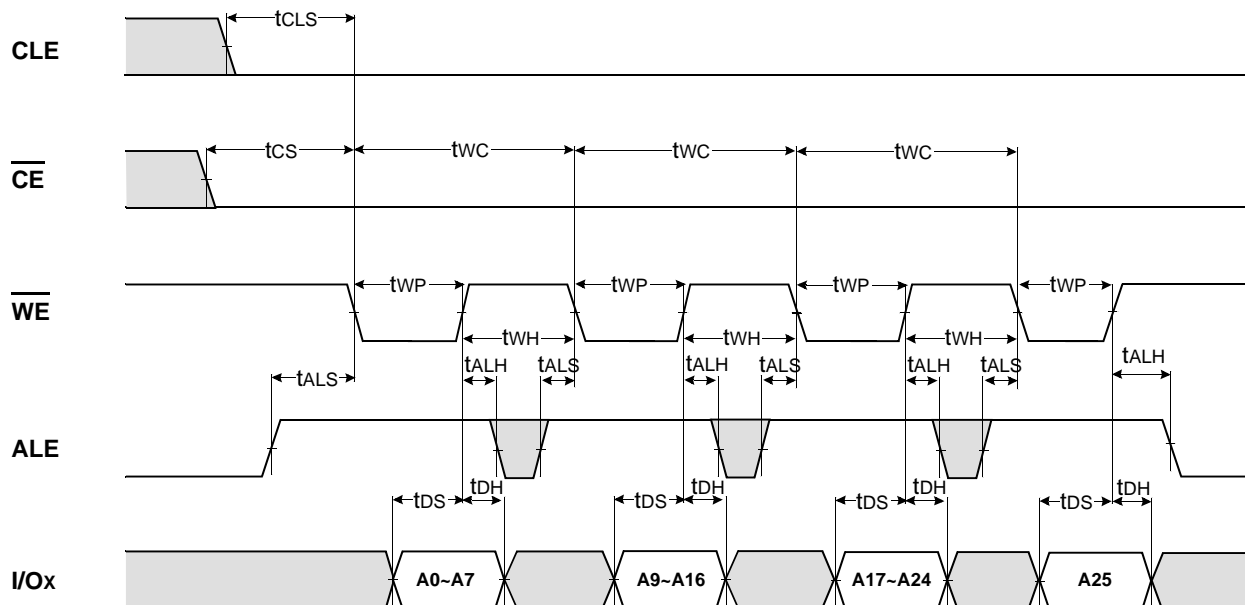 CLE
tCLS
CE
tCS tWC tWC tWC
WE
tWP tWP tWP tWP
tWH tWH tWH
tALS tALH tALS tALH tALS tALH tALS tALH
ALE
tDS tDH tDS tDH tDS tDH tDS tDH
I/Ox A0~A7 A9~A16 A17~A24 A25